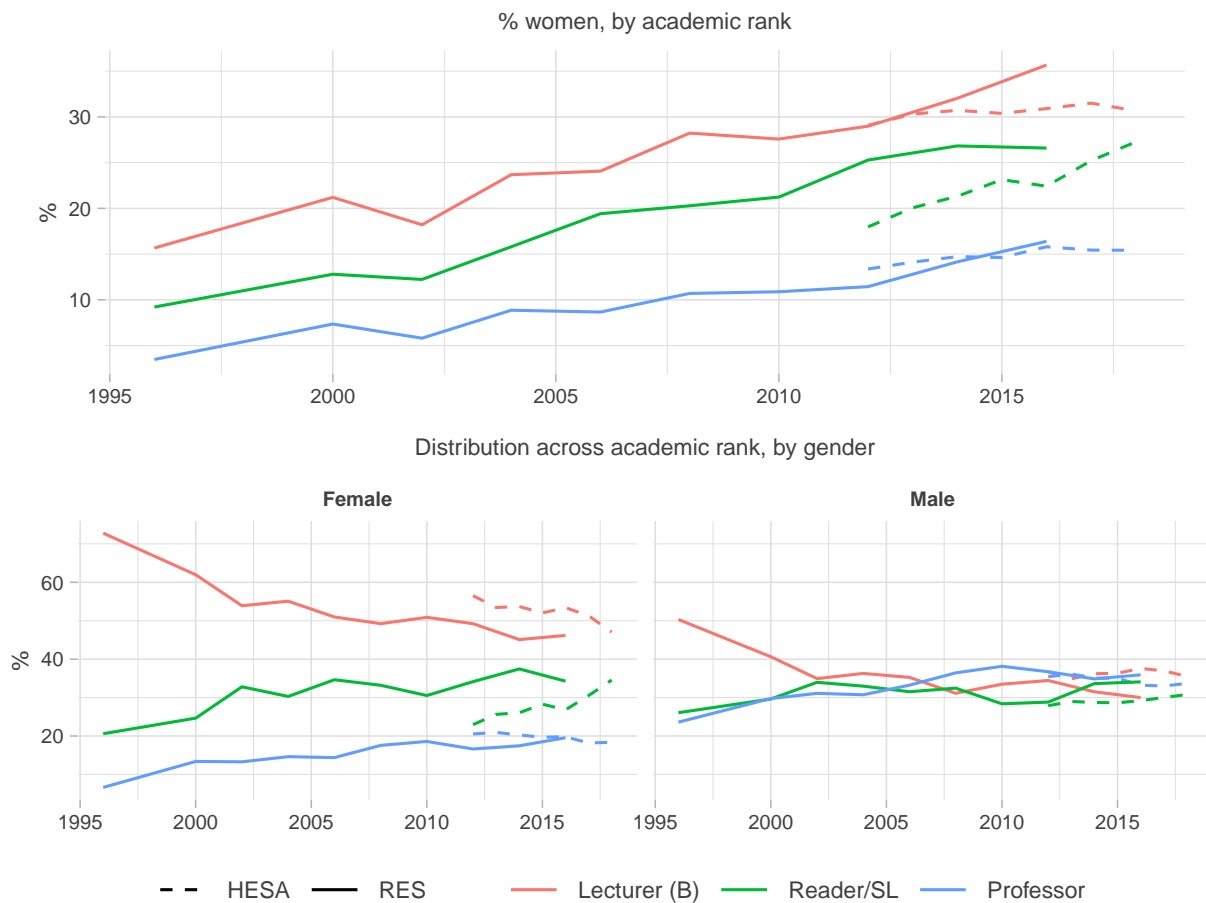 % women, by academic rank
30
20
10
%
1995 2000 2005 2010 2015
Distribution across academic rank, by gender
Female Male
60
40
20
%
1995 2000 2005 2010 2015 1995 2000 2005 2010 2015
HESA RES Lecturer (B) Reader/SL Professor